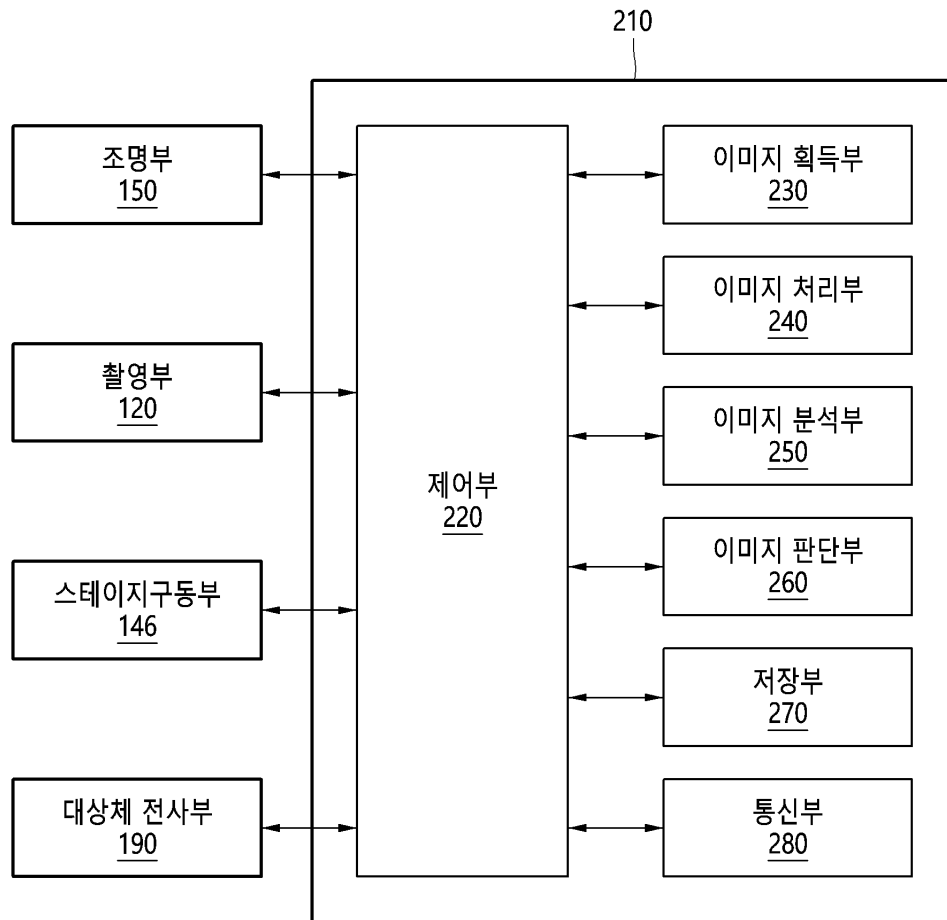 210
조명부
150
촬영부
120
스테이지구동부
146
대상체 전사부
190
제어부
220
이미지 획득부
230
이미지 처리부
240
이미지 분석부
250
이미지 판단부
260
저장부
270
통신부
280